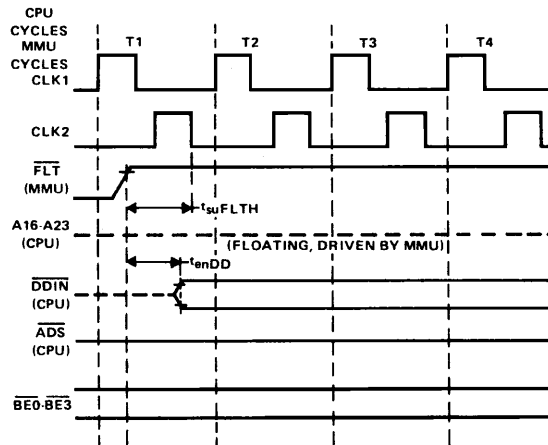 CPU
CYCLES
MMU
CYCLES
T1 T2 T3 T4
CLK1
CLK2
FLT
(MMU)
tsuFLTH
A16-A23
(CPU)
(FLOATING, DRIVEN BY MMU)
tenDD
DDIN
(CPU)
ADS
(CPU)
BE0-BE3